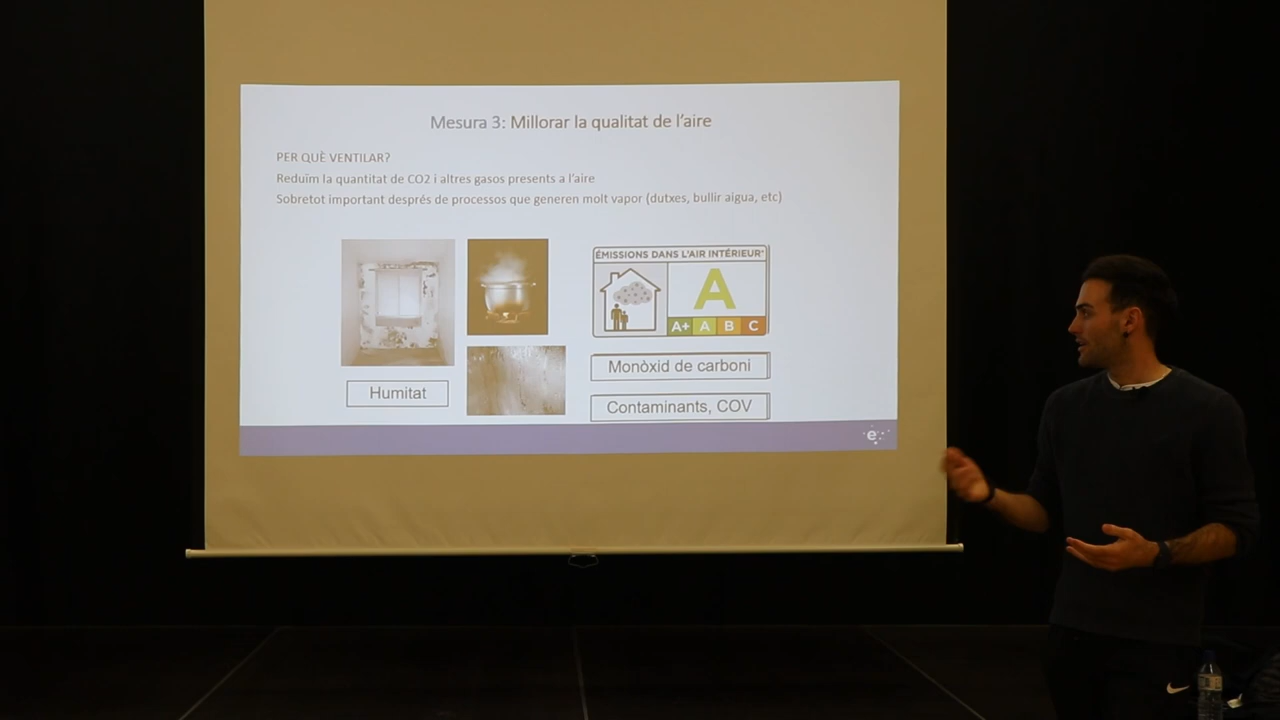 Mesura 3: Millorar la qualitat de l'aire
PER QUÈ VENTILAR?
Reduïm la quantitat de CO2 i altres gasos presents a l'aire
Sobretot important després de processos que generen molt vapor (dutxes, bullir aigua, etc)
ÉMISSIONS DANS L'AIR INTÉRIEUR*
A
A+ A B C
Monòxid de carboni
Humitat
Contaminants, COV
e